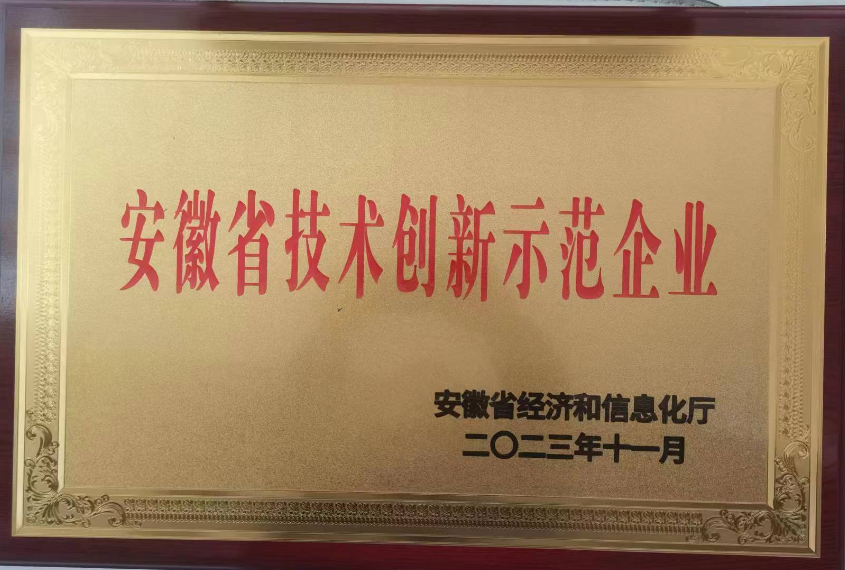 安徽省技术创新示范企业
安徽省经济和信息化厅
二〇二三年十一月